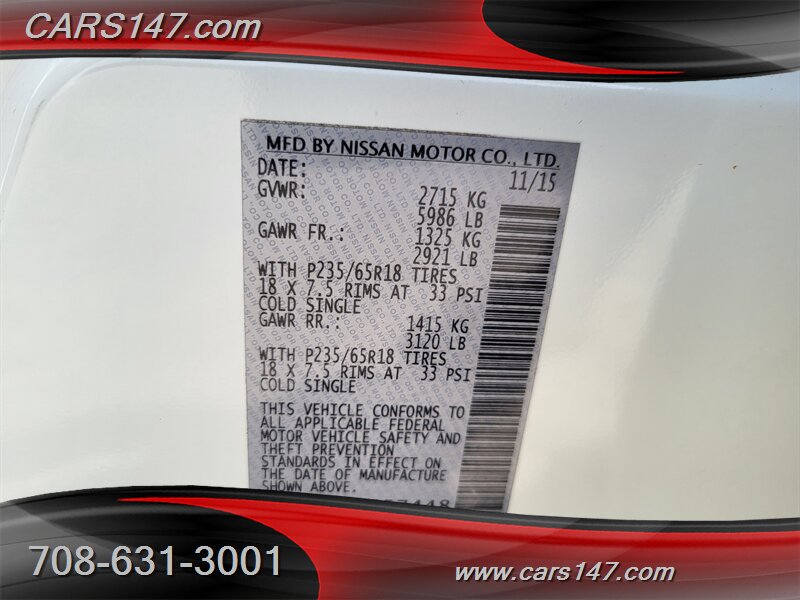 CARS147.com
www.cars147.com
MFD BY NISSAN MOTOR CO., LTD.
DATE: 11/15
GVWR: 2715 KG
5986 LB
GAWR FR.: 1325 KG
2921 LB
WITH P235/65R18 TIRES
18 X 7.5 RIMS AT 33 PSI
COLD SINGLE
GAWR RR.: 1415 KG
3120 LB
WITH P235/65R18 TIRES
18 X 7.5 RIMS AT 33 PSI
COLD SINGLE
THIS VEHICLE CONFORMS TO
ALL APPLICABLE FEDERAL
MOTOR VEHICLE SAFETY AND
THEFT PREVENTION
STANDARDS IN EFFECT ON
THE DATE OF MANUFACTURE
SHOWN ABOVE.
708-631-3001
www.cars147.com